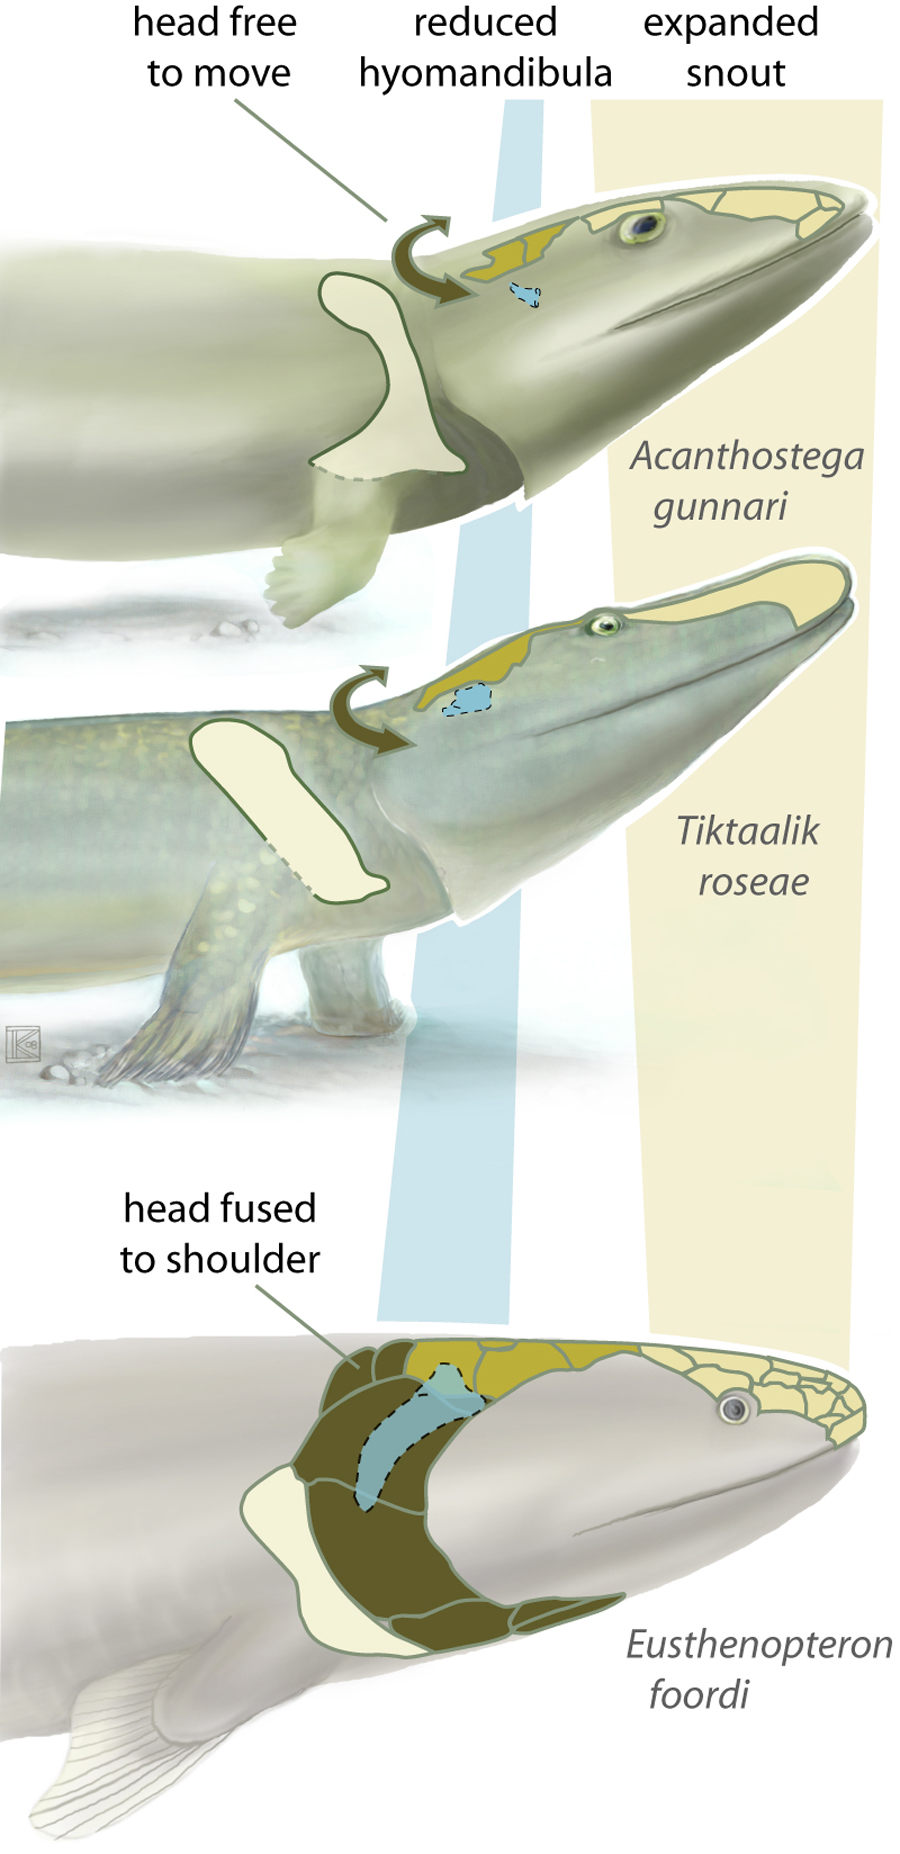 head free
to move
reduced
hyomandibula
expanded
snout
Acanthostega
gunnari
Tiktaalik
roseae
head fused
to shoulder
Eusthenopteron
foordi